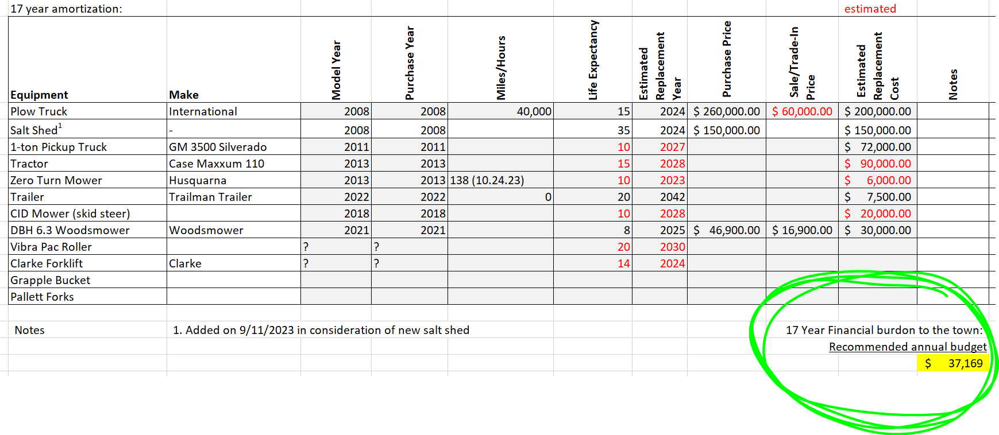 17 year amortization: estimated
Equipment Make Model Year Purchase Year Miles/Hours Life Expectancy Estimated Replacement Year Purchase Price Sale/Trade-In Price Estimated Replacement Cost Notes
Plow Truck International 2008 2008 40,000 15 2024 $ 260,000.00 $ 60,000.00 $ 200,000.00
Salt Shed1 - 2008 2008 35 2024 $ 150,000.00 $ 150,000.00
1-ton Pickup Truck GM 3500 Silverado 2011 2011 10 2027 $ 72,000.00
Tractor Case Maxxum 110 2013 2013 15 2028 $ 90,000.00
Zero Turn Mower Husquarna 2013 2013 138 (10.24.23) 10 2023 $ 6,000.00
Trailer Trailman Trailer 2022 2022 0 20 2042 $ 7,500.00
CID Mower (skid steer) 2018 2018 10 2028 $ 20,000.00
DBH 6.3 Woodsmower Woodsmower 2021 2021 8 2025 $ 46,900.00 $ 16,900.00 $ 30,000.00
Vibra Pac Roller ? ? 20 2030
Clarke Forklift Clarke ? ? 14 2024
Grapple Bucket
Pallett Forks
Notes 1. Added on 9/11/2023 in consideration of new salt shed 17 Year Financial burdon to the town:
Recommended annual budget
$ 37,169